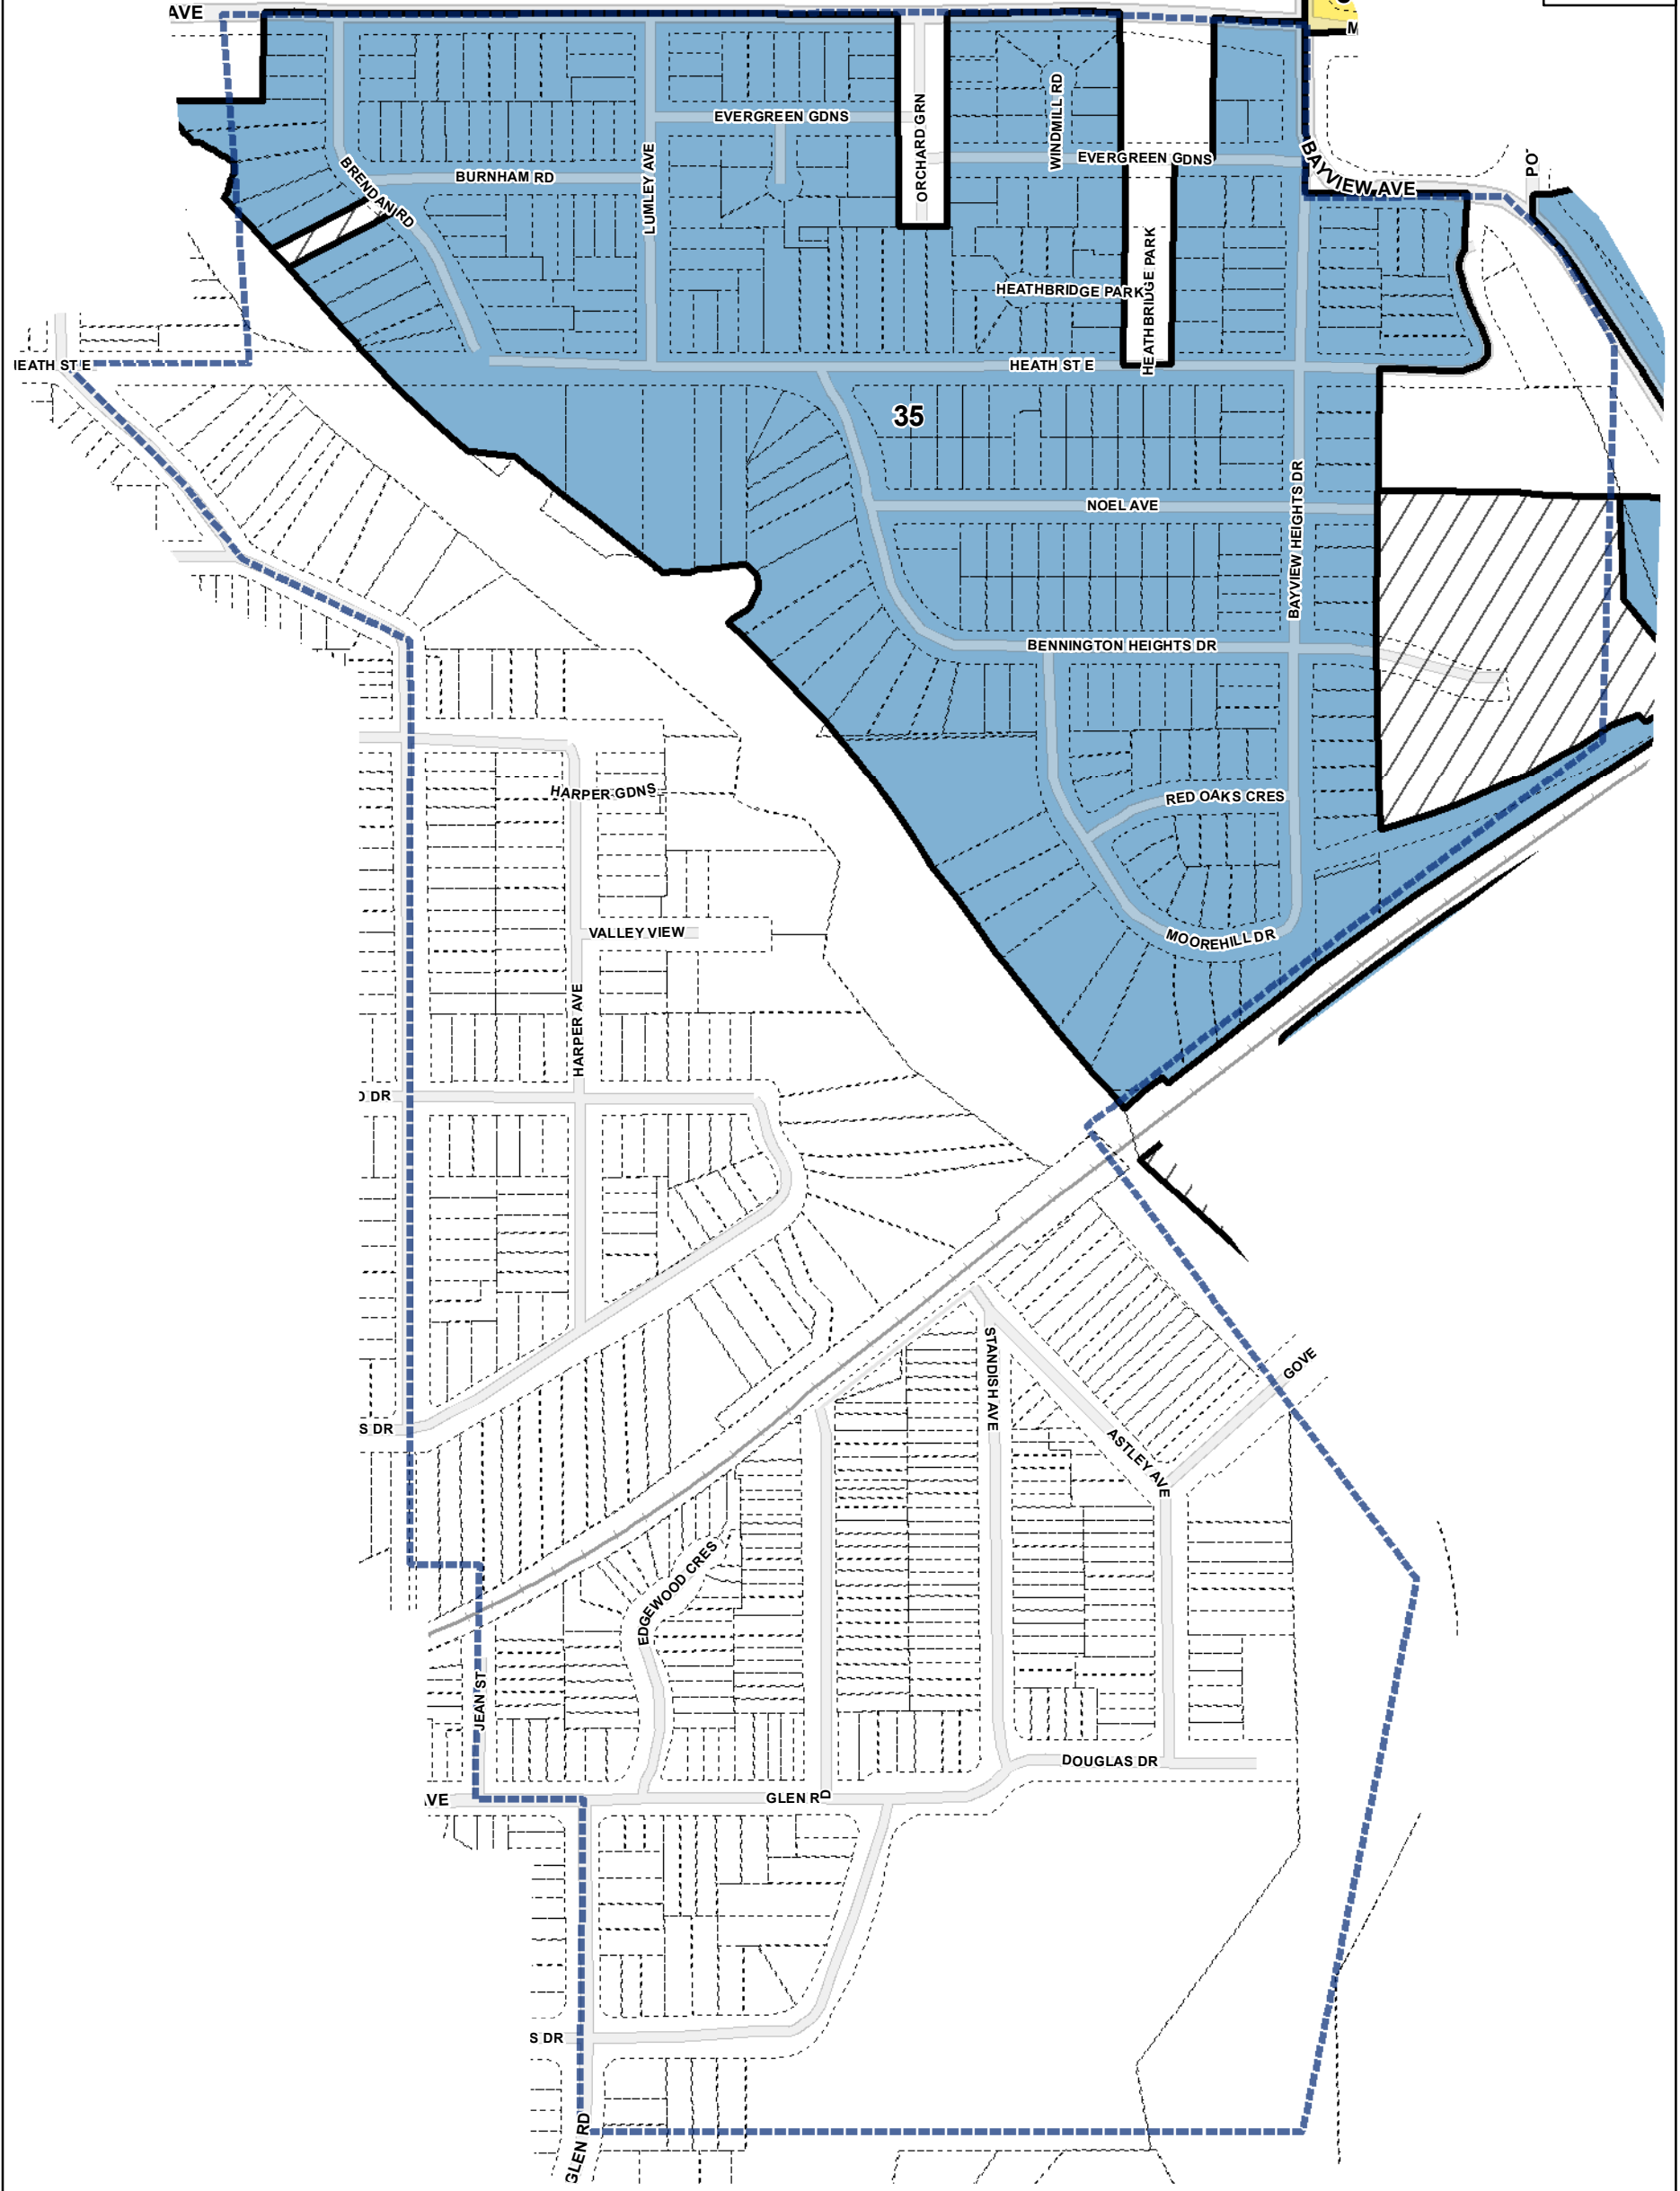 AVE
M
EVERGREEN GDNS
ORCHARD GRN
WINDMILL RD
EVERGREEN GDNS
BAYVIEW AVE
PO
BRENDAN RD
BURNHAM RD
LUMLEY AVE
HEATHBRIDGE PARK
HEATHBRIDGE PARK
HEATH ST E
HEATH ST E
35
NOEL AVE
BAYVIEW HEIGHTS DR
BENNINGTON HEIGHTS DR
HARPER GDNS
RED OAKS CRES
VALLEY VIEW
MOOREHILL DR
HARPER AVE
DR
STANDISH AVE
GOVE
S DR
ASTLEY AVE
EDGEWOOD CRES
JEAN ST
DOUGLAS DR
VE
GLEN RD
S DR
GLEN RD